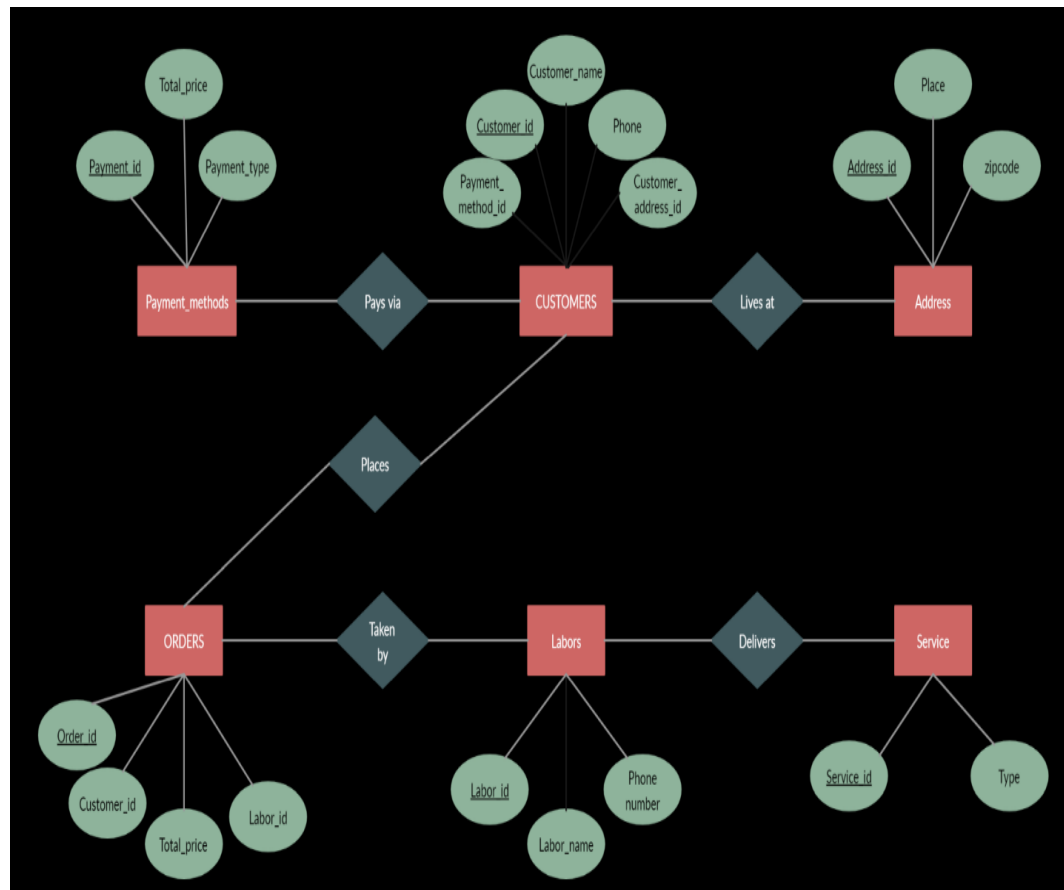 Customer_name
Total_price
Place
Customer_id
Phone
Payment_id
Payment_type
Payment_
method_id
Customer_
address_id
Address_id
zipcode
Payment_methods
Pays via
CUSTOMERS
Lives at
Address
Places
ORDERS
Taken
by
Labors
Delivers
Service
Order_id
Customer_id
Total_price
Labor_id
Labor_id
Labor_name
Phone
number
Service_id
Type